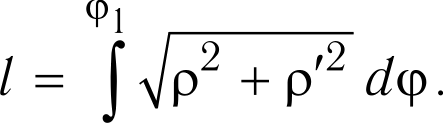 l = ∫^{φ₁} √(ρ² + ρ′²) dφ.